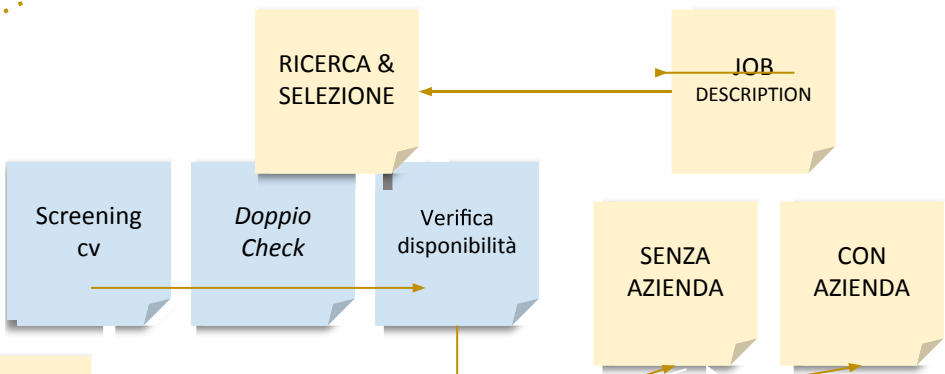 RICERCA &
SELEZIONE
JOB
DESCRIPTION
Screening
cv
Doppio
Check
Verifica
disponibilità
SENZA
AZIENDA
CON
AZIENDA